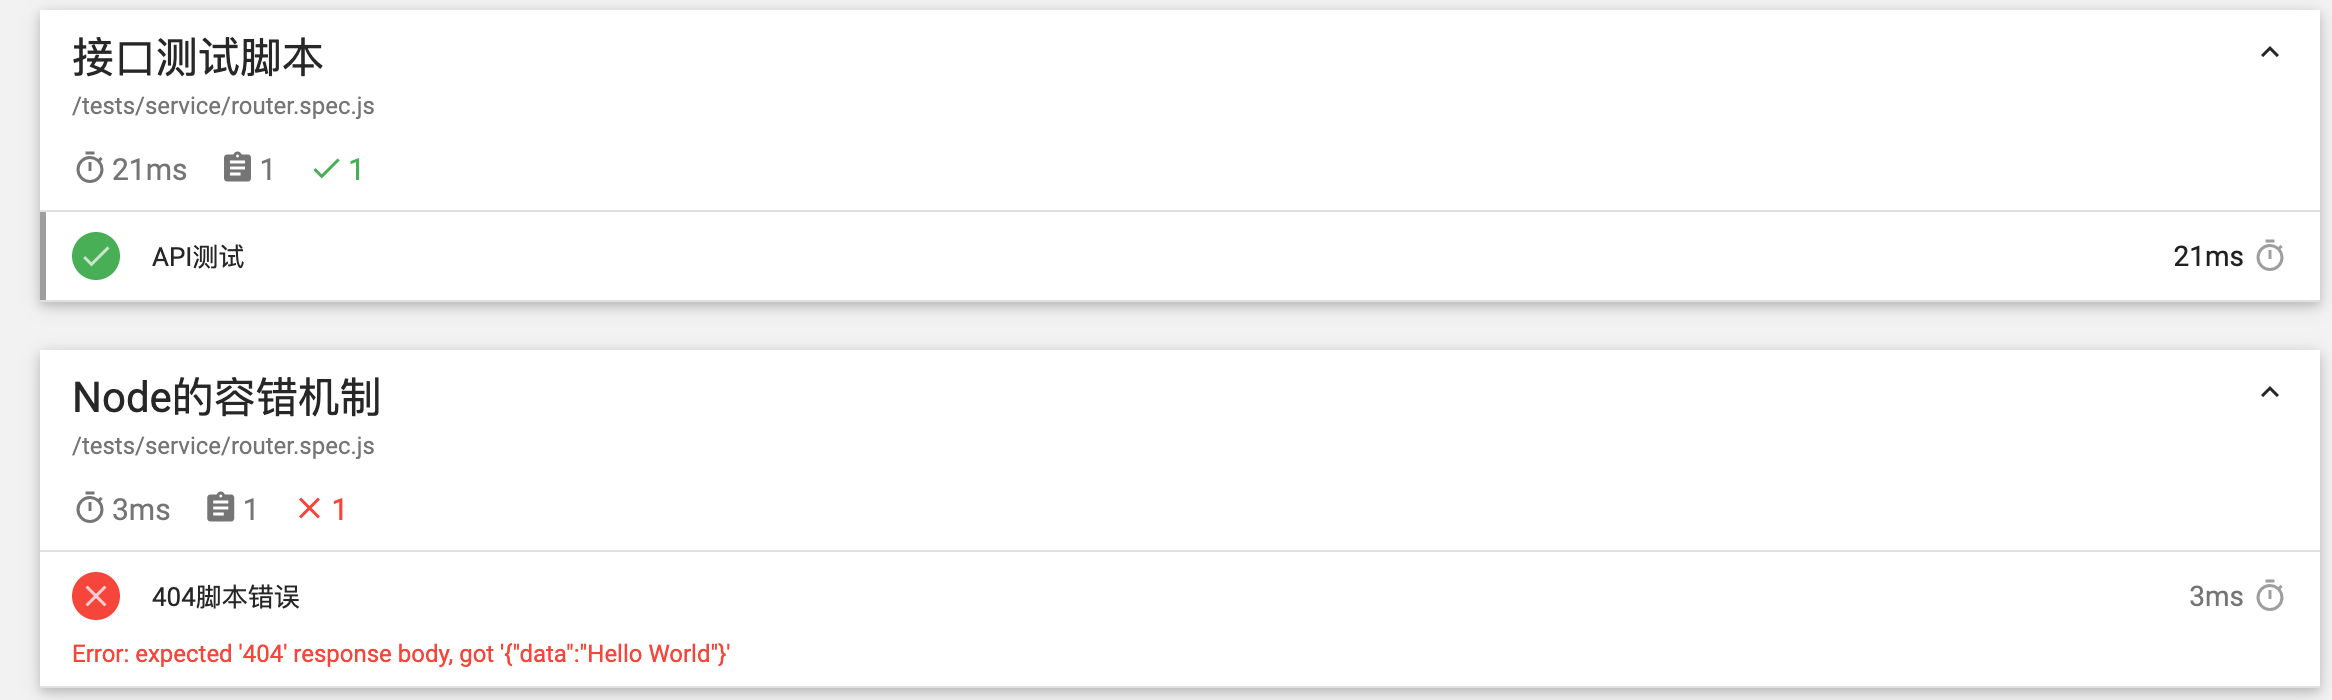 接口测试脚本
/tests/service/router.spec.js
21ms 1 1
API测试 21ms
Node的容错机制
/tests/service/router.spec.js
3ms 1 1
404脚本错误 3ms
Error: expected '404' response body, got '{"data":"Hello World"}'